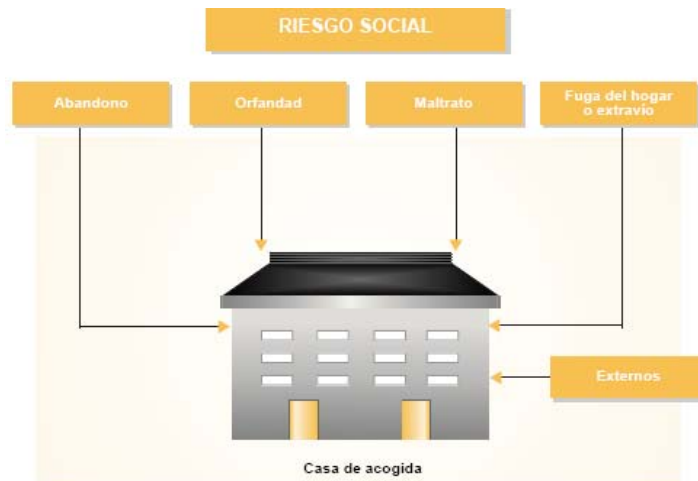 RIESGO SOCIAL
Abandono
Orfandad
Maltrato
Fuga del hogar
o extravío
Externos
Casa de acogida